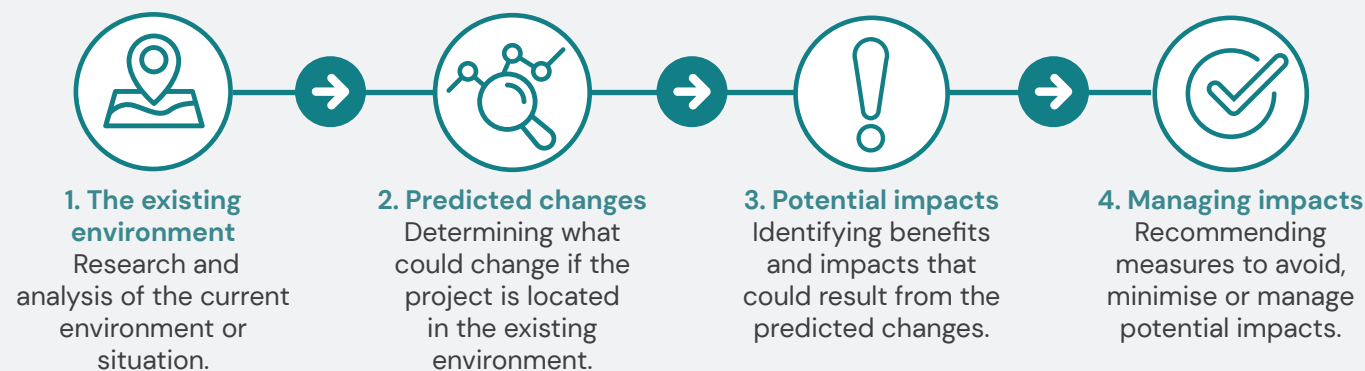 1. The existing
environment
Research and
analysis of the current
environment or
situation.
2. Predicted changes
Determining what
could change if the
project is located
in the existing
environment.
3. Potential impacts
Identifying benefits
and impacts that
could result from the
predicted changes.
4. Managing impacts
Recommending
measures to avoid,
minimise or manage
potential impacts.